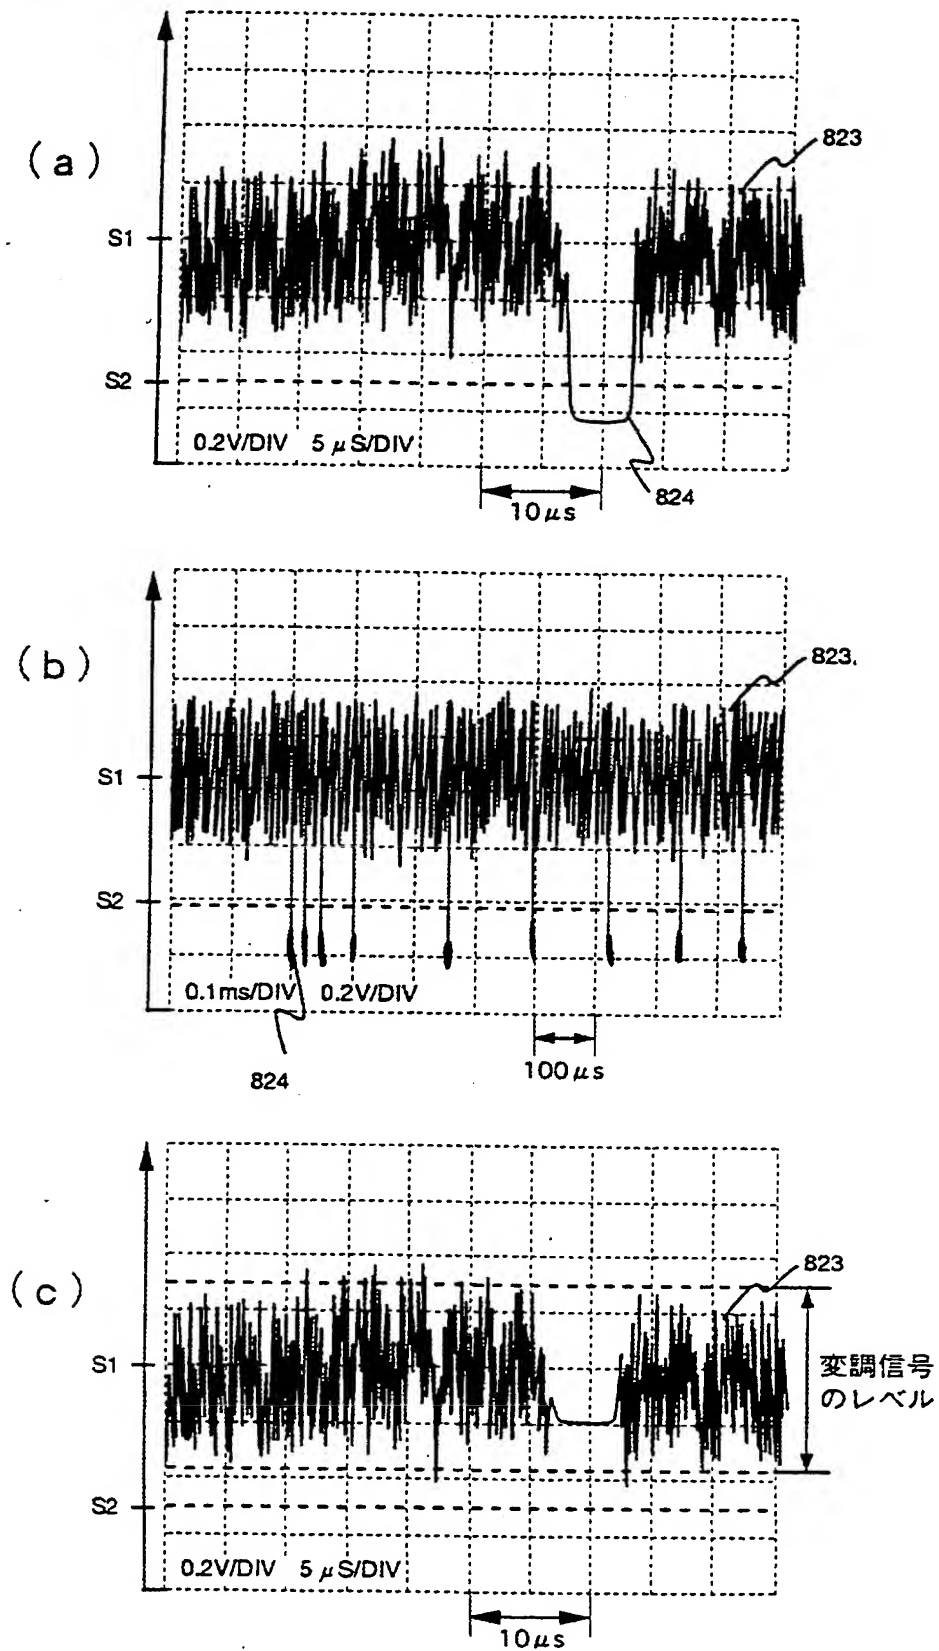 (a)
823
S1
S2
0.2V/DIV 5 μS/DIV
824
10μs
(b)
823.
S1
S2
0.1ms/DIV 0.2V/DIV
824
100μs
(c)
823
S1
変調信号
のレベル
S2
0.2V/DIV 5 μS/DIV
10μs